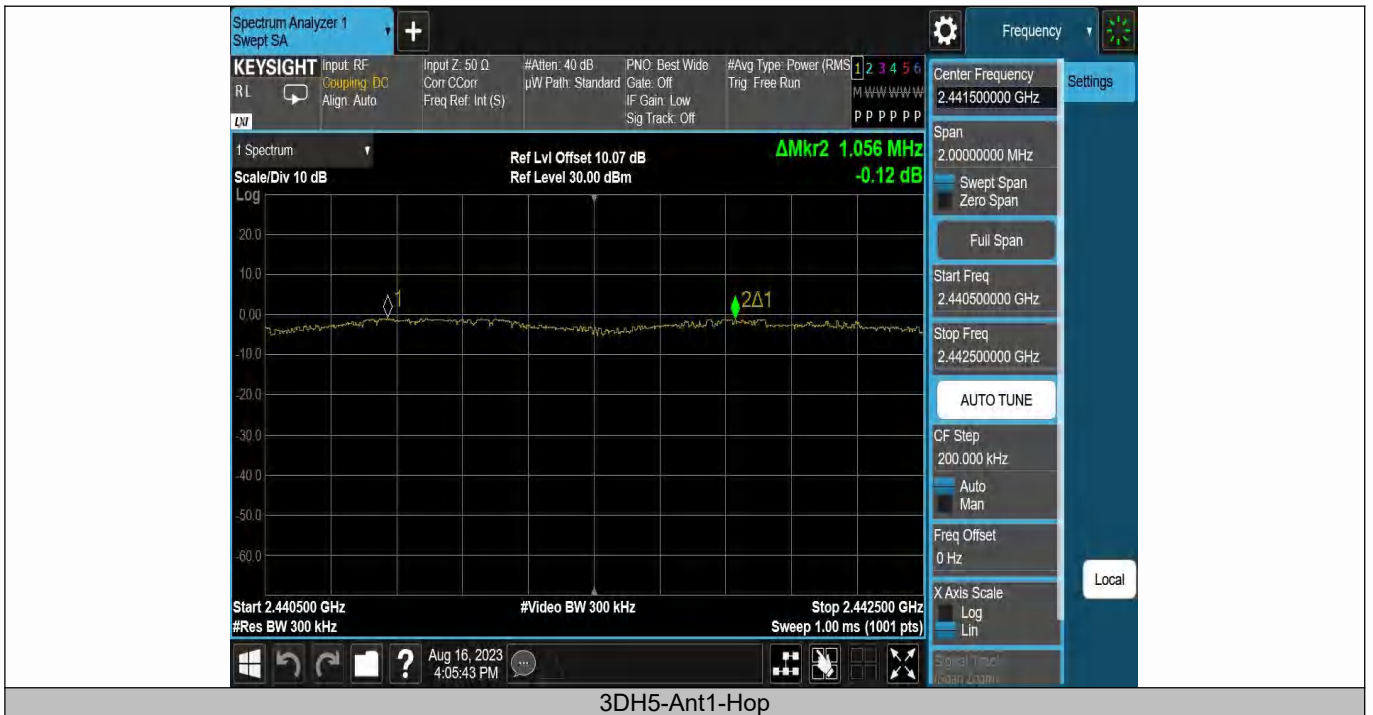 Spectrum Analyzer 1
Swept SA
+
Frequency
KEYSIGHT
RL
LXI
Input: RF
Coupling: DC
Align: Auto
Input Z: 50 Ω
Corr CCorr
Freq Ref: Int (S)
#Atten: 40 dB
µW Path: Standard
PNO: Best Wide
Gate: Off
IF Gain: Low
Sig Track: Off
#Avg Type: Power (RMS
Trig: Free Run
1 2 3 4 5 6
M W W W W W
P P P P P P
1 Spectrum
Scale/Div 10 dB
Ref Lvl Offset 10.07 dB
Ref Level 30.00 dBm
ΔMkr2 1.056 MHz
-0.12 dB
Log
20.0
10.0
0.00
-10.0
-20.0
-30.0
-40.0
-50.0
-60.0
1
2Δ1
Start 2.440500 GHz
#Res BW 300 kHz
#Video BW 300 kHz
Stop 2.442500 GHz
Sweep 1.00 ms (1001 pts)
Center Frequency
2.441500000 GHz
Settings
Span
2.00000000 MHz
Swept Span
Zero Span
Full Span
Start Freq
2.440500000 GHz
Stop Freq
2.442500000 GHz
AUTO TUNE
CF Step
200.000 kHz
Auto
Man
Freq Offset
0 Hz
X Axis Scale
Log
Lin
Signal Track
(Span Zoom)
Local
?
Aug 16, 2023
4:05:43 PM
3DH5-Ant1-Hop